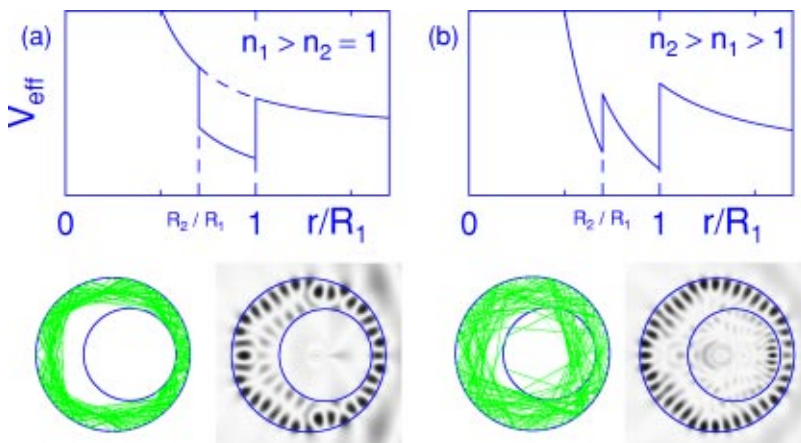 (a)
n₁ > n₂ = 1
V_eff
0
R₂ / R₁
1
r/R₁
(b)
n₂ > n₁ > 1
0
R₂ / R₁
1
r/R₁